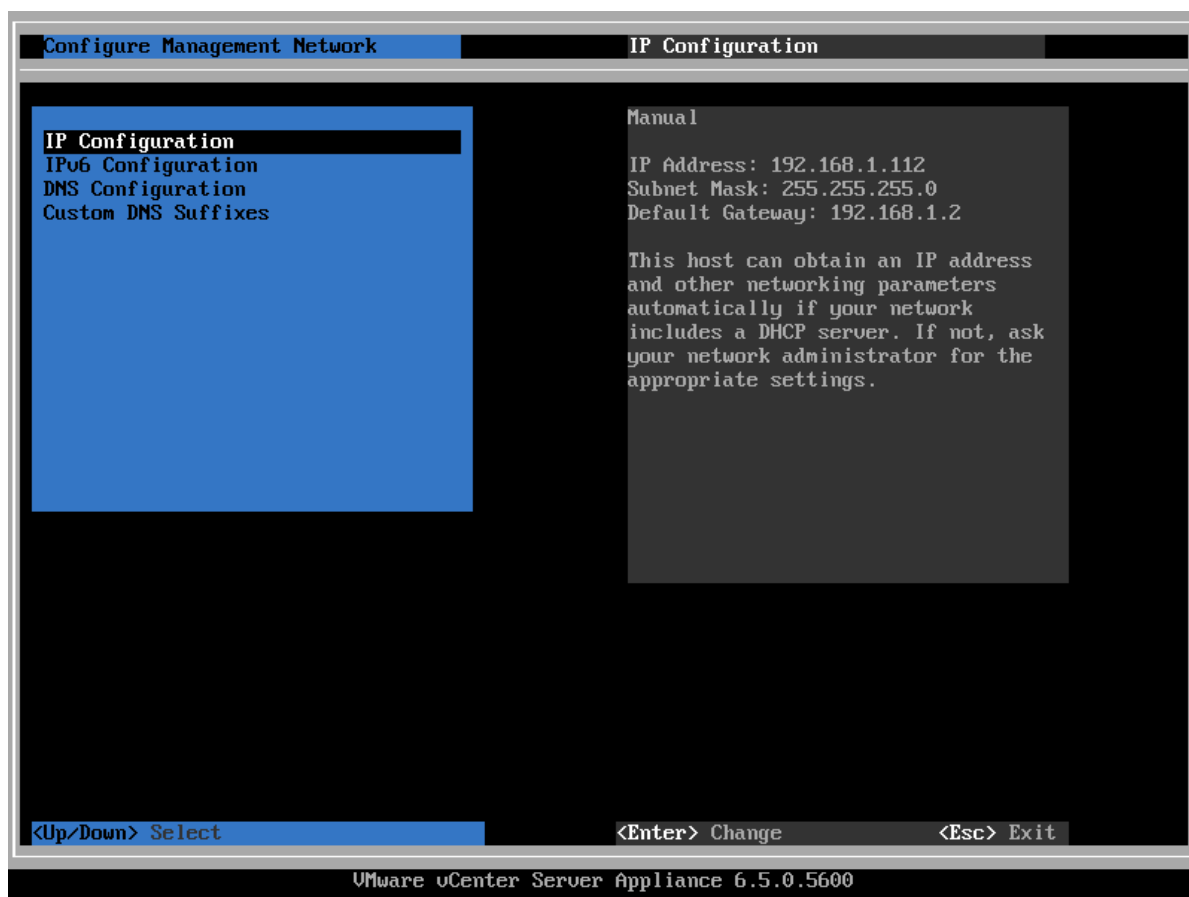 Configure Management Network
IP Configuration
IP Configuration
IPv6 Configuration
DNS Configuration
Custom DNS Suffixes
Manual
IP Address: 192.168.1.112
Subnet Mask: 255.255.255.0
Default Gateway: 192.168.1.2
This host can obtain an IP address
and other networking parameters
automatically if your network
includes a DHCP server. If not, ask
your network administrator for the
appropriate settings.
<Up/Down> Select
<Enter> Change
<Esc> Exit
VMware vCenter Server Appliance 6.5.0.5600